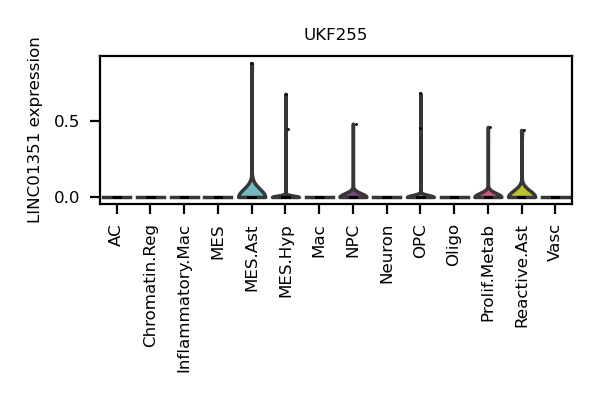 UKF255
LINC01351 expression
0.5
0.0
AC
Chromatin.Reg
Inflammatory.Mac
MES
MES.Ast
MES.Hyp
Mac
NPC
Neuron
OPC
Oligo
Prolif.Metab
Reactive.Ast
Vasc